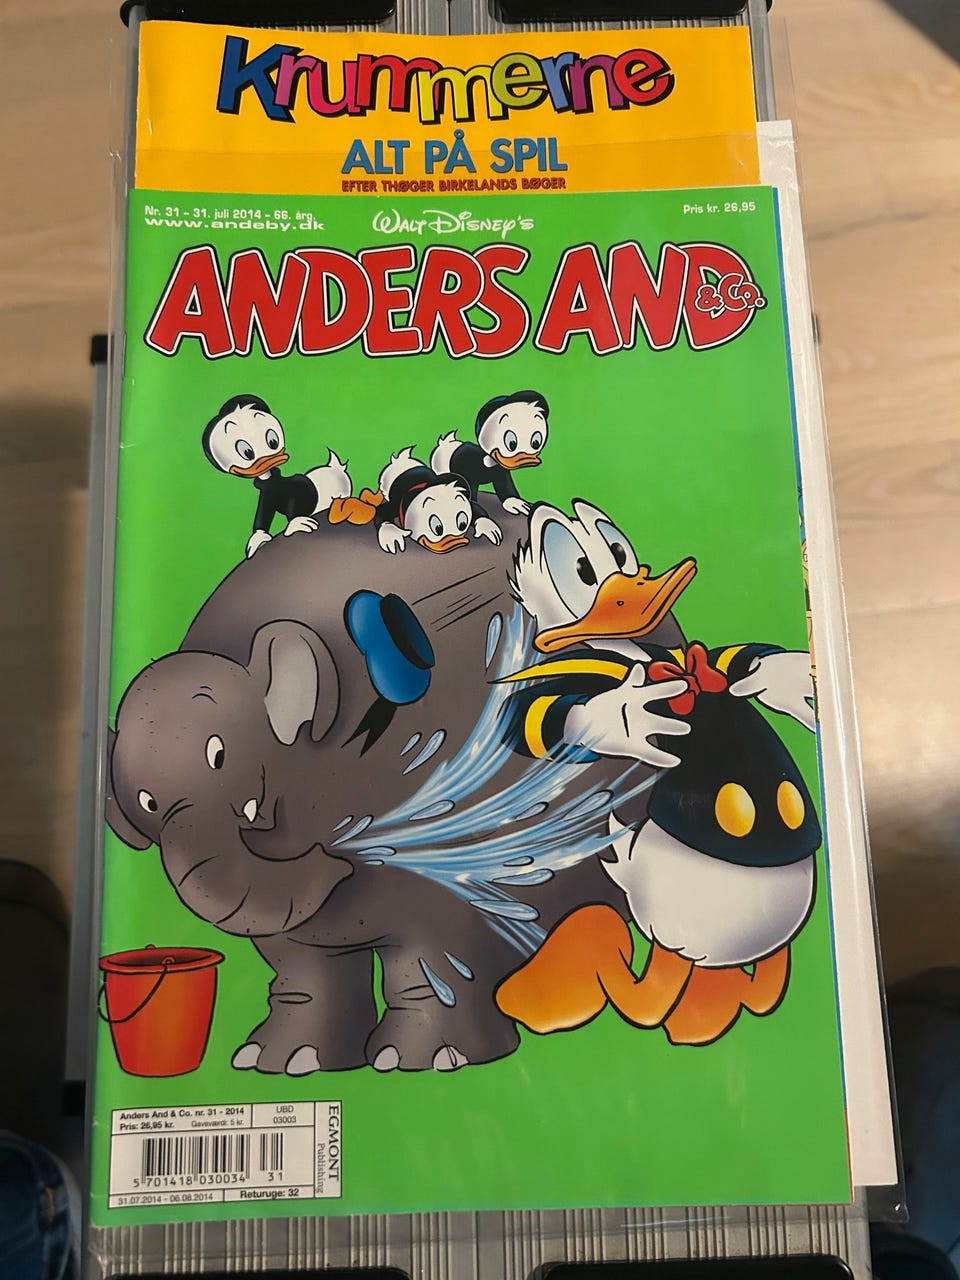 Krummerne
ALT PÅ SPIL
EFTER THØGER BIRKELANDS BØGER
Nr. 31 - 31. juli 2014 - 66. årg.
www.andeby.dk
WALT DISNEY'S
Pris kr. 26,95
ANDERS AND
& Co.
Anders And & Co. nr. 31 - 2014
Pris: 26,95 kr. Gaveværdi: 5 kr.
UBD
03003
EGMONT
Publishing
5 701418 030034 31
31.07.2014 - 06.08.2014
Returuge: 32